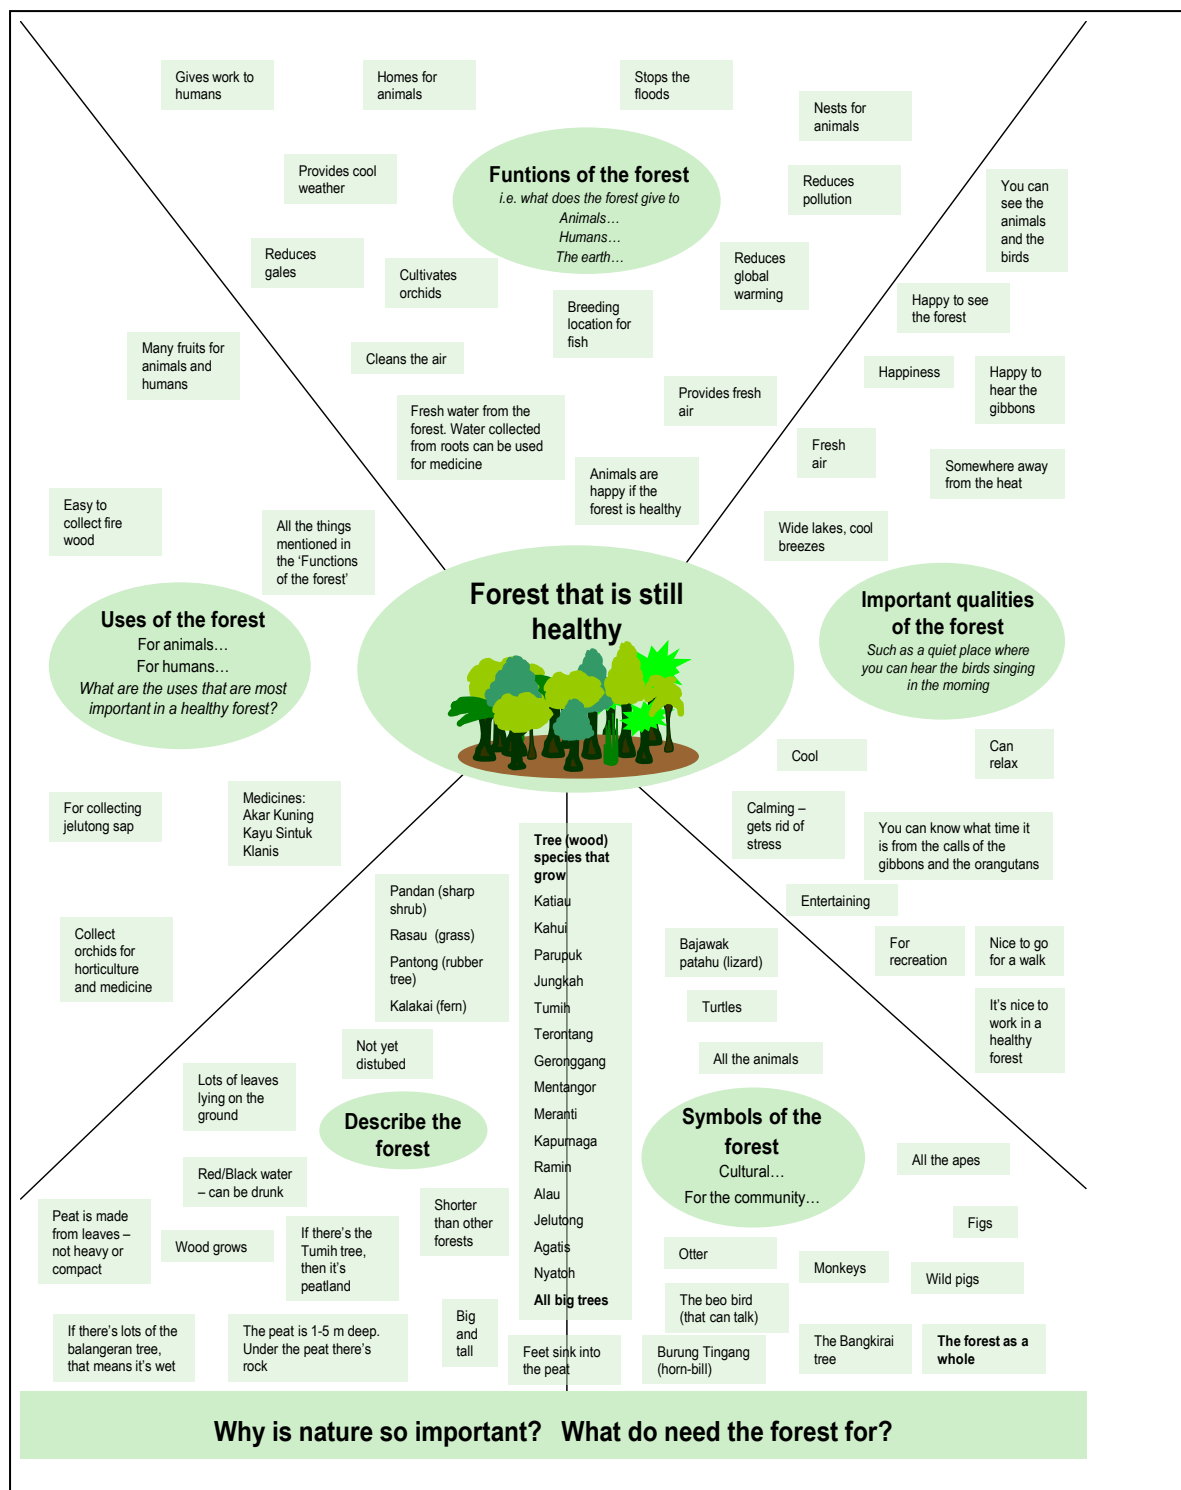 Gives work to
humans
Homes for
animals
Stops the
floods
Nests for
animals
Funtions of the forest
i.e. what does the forest give to
Animals…
Humans…
The earth…
Provides cool
weather
Reduces
pollution
You can
see the
animals
and the
birds
Reduces
gales
Cultivates
orchids
Reduces
global
warming
Breeding
location for
fish
Happy to see
the forest
Many fruits for
animals and
humans
Cleans the air
Happiness
Happy to
hear the
gibbons
Provides fresh
air
Fresh water from the
forest. Water collected
from roots can be used
for medicine
Fresh
air
Somewhere away
from the heat
Animals are
happy if the
forest is healthy
Easy to
collect fire
wood
All the things
mentioned in
the ‘Functions
of the forest’
Wide lakes, cool
breezes
Forest that is still
healthy
Uses of the forest
For animals…
For humans…
What are the uses that are most
important in a healthy forest?
Important qualities
of the forest
Such as a quiet place where
you can hear the birds singing
in the morning
Cool
Can
relax
For collecting
jelutong sap
Medicines:
Akar Kuning
Kayu Sintuk
Klanis
Calming –
gets rid of
stress
You can know what time it
is from the calls of the
gibbons and the orangutans
Entertaining
Collect
orchids for
horticulture
and medicine
For
recreation
Nice to go
for a walk
It’s nice to
work in a
healthy
forest
Pandan (sharp
shrub)
Rasau (grass)
Pantong (rubber
tree)
Kalakai (fern)
Tree (wood)
species that
grow
Katiau
Kahui
Parupuk
Jungkah
Tumih
Terontang
Geronggang
Mentangor
Meranti
Kapurnaga
Ramin
Alau
Jelutong
Agatis
Nyatoh
All big trees
Bajawak
patahu (lizard)
Turtles
All the animals
Not yet
distubed
Lots of leaves
lying on the
ground
Describe the
forest
Symbols of the
forest
Cultural…
For the community…
All the apes
Red/Black water
– can be drunk
Shorter
than other
forests
Peat is made
from leaves –
not heavy or
compact
Wood grows
If there’s the
Tumih tree,
then it’s
peatland
Figs
Otter
Monkeys
Wild pigs
The beo bird
(that can talk)
If there’s lots of the
balangeran tree,
that means it’s wet
The peat is 1-5 m deep.
Under the peat there’s
rock
Big
and
tall
Feet sink into
the peat
Burung Tingang
(horn-bill)
The Bangkirai
tree
The forest as a
whole
Why is nature so important? What do need the forest for?